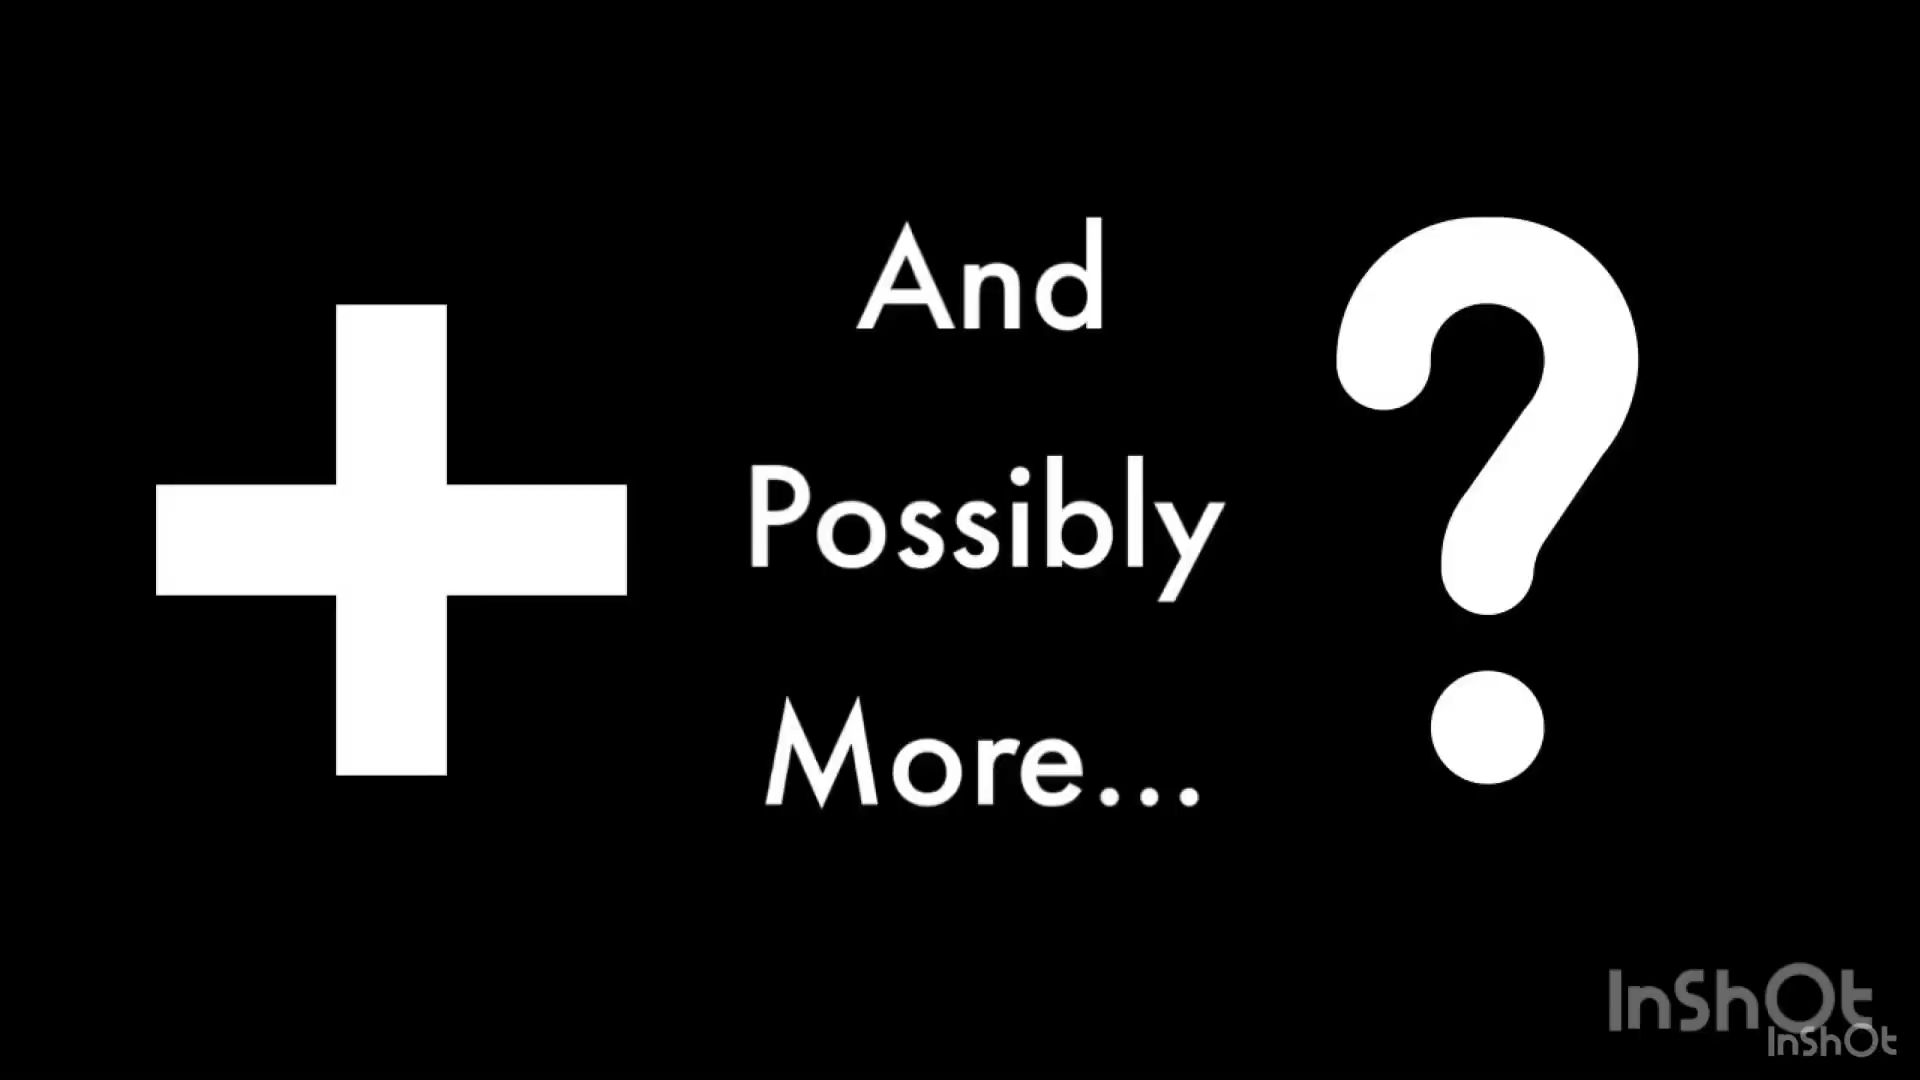 And
Possibly
More...
+
?
InShOt
InShOt